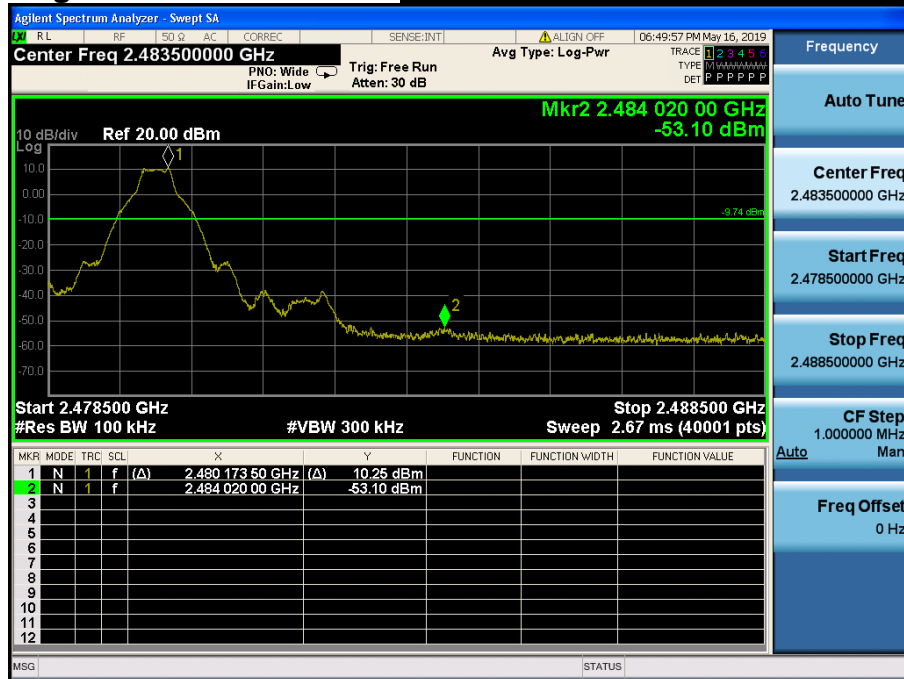 Agilent Spectrum Analyzer - Swept SA
LXI RL RF 50 Ω AC CORREC SENSE:INT ALIGN OFF 06:49:57 PM May 16, 2019
Center Freq 2.483500000 GHz Avg Type: Log-Pwr TRACE 1 2 3 4 5 6
PNO: Wide Trig: Free Run TYPE M WWWWW
IFGain:Low Atten: 30 dB DET P P P P P P
Frequency
Mkr2 2.484 020 00 GHz
-53.10 dBm
10 dB/div Ref 20.00 dBm
Log
1
10.0
0.00
-10.0
-9.74 dBm
-20.0
-30.0
-40.0
2
-50.0
-60.0
-70.0
Start 2.478500 GHz Stop 2.488500 GHz
#Res BW 100 kHz #VBW 300 kHz Sweep 2.67 ms (40001 pts)
MKR MODE TRC SCL X Y FUNCTION FUNCTION WIDTH FUNCTION VALUE
1 N 1 f (Δ) 2.480 173 50 GHz (Δ) 10.25 dBm
2 N 1 f 2.484 020 00 GHz -53.10 dBm
3
4
5
6
7
8
9
10
11
12
MSG STATUS
Auto Tune
Center Freq
2.483500000 GHz
Start Freq
2.478500000 GHz
Stop Freq
2.488500000 GHz
CF Step
1.000000 MHz
Auto Man
Freq Offset
0 Hz